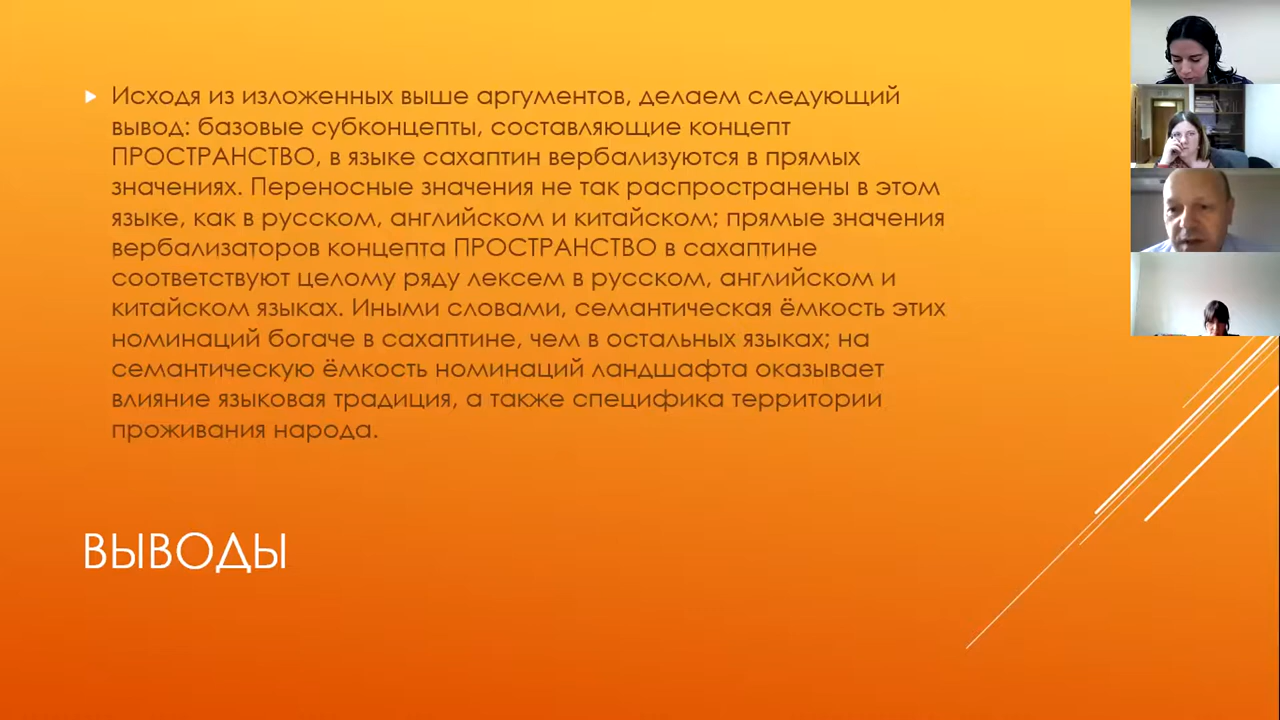 Исходя из изложенных выше аргументов, делаем следующий
вывод: базовые субконцепты, составляющие концепт
ПРОСТРАНСТВО, в языке сахаптин вербализуются в прямых
значениях. Переносные значения не так распространены в этом
языке, как в русском, английском и китайском; прямые значения
вербализаторов концепта ПРОСТРАНСТВО в сахаптине
соответствуют целому ряду лексем в русском, английском и
китайском языках. Иными словами, семантическая ёмкость этих
номинаций богаче в сахаптине, чем в остальных языках; на
семантическую ёмкость номинаций ландшафта оказывает
влияние языковая традиция, а также специфика территории
проживания народа.
ВЫВОДЫ